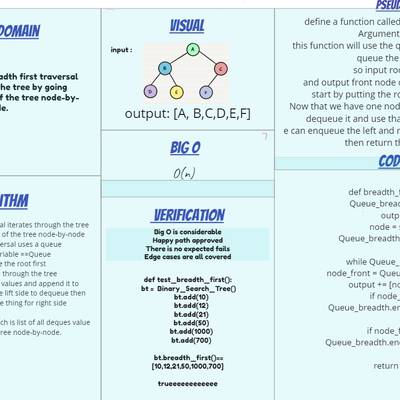 DOMAIN
adth first traversal
the tree by going
f the tree node-by-
de.
ITHM
al iterates through the tree
of the tree node-by-node
versal uses a queue
riable ==Queue
e the root first
through the tree
values and append it to
e lift side to dequeue then
e thing for right side
ch is list of all deques value
ree node-by-node.
VISUAL
input :
A
B
C
D
E
F
output: [A, B,C,D,E,F]
BIG O
O(n)
VERIFICATION
Big O is considerable
Happy path approved
There is no expected fails
Edge cases are all covered
def test_breadth_first():
bt = Binary_Search_Tree()
bt.add(10)
bt.add(12)
bt.add(21)
bt.add(50)
bt.add(1000)
bt.add(700)
bt.breadth_first()==
[10,12,21,50,1000,700]
trueeeeeeeeeeee
PSEUD
define a function called
Argument
this function will use the q
queue the
so input roo
and output front node o
start by putting the ro
Now that we have one node
dequeue it and use tha
e can enqueue the left and r
then return th
COD
def breadth_f
Queue_bread
outp
node = s
Queue_breadth
while Queue_
node_front = Queu
output += [no
if node_
Queue_breadth.en
if node_f
Queue_breadth.en
return